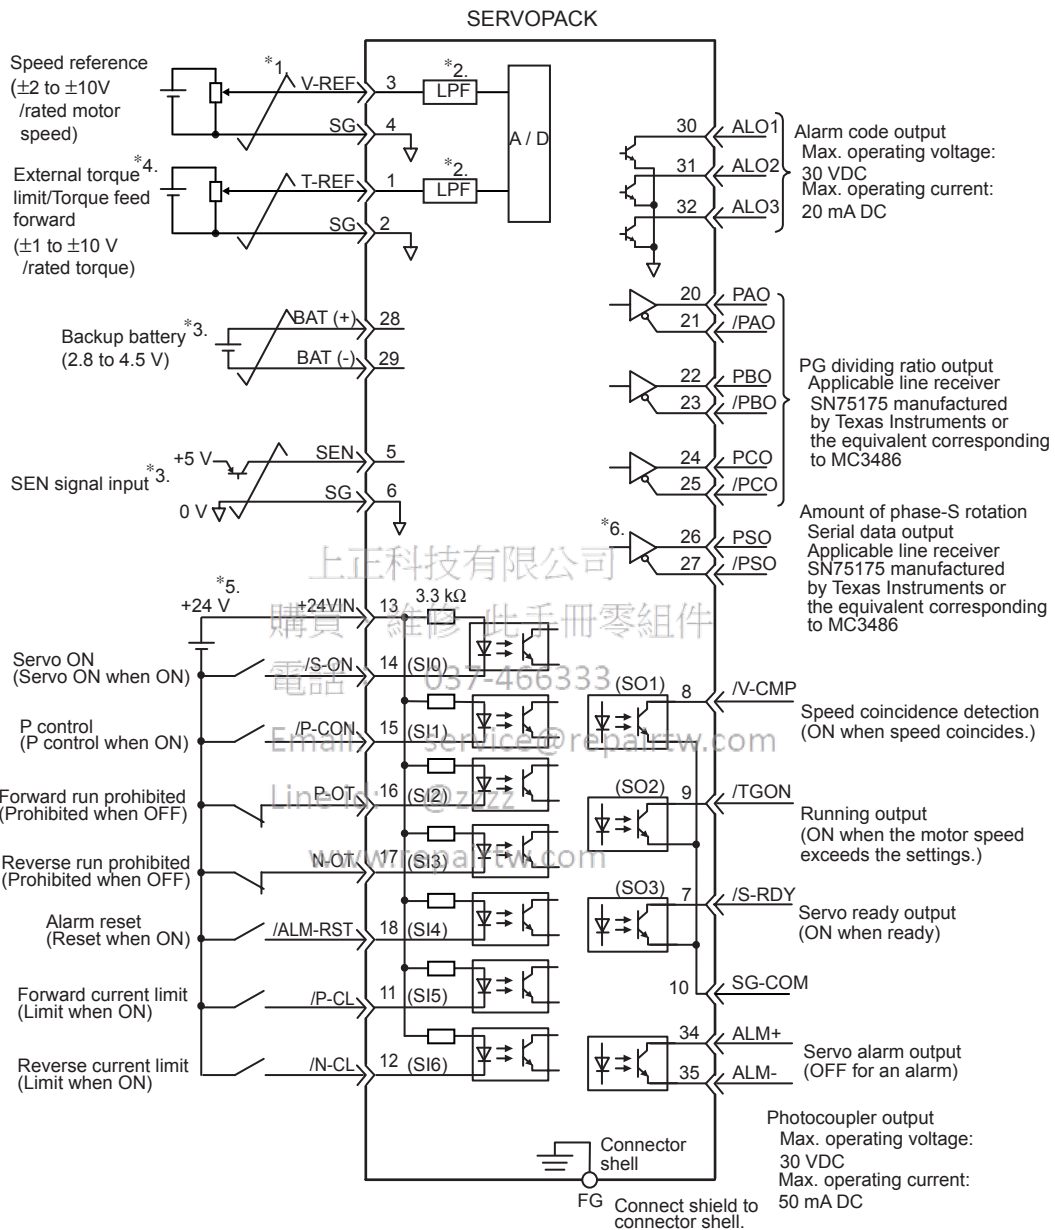 SERVOPACK
Speed reference
(±2 to ±10V
/rated motor
speed)
*1.
V-REF
3
*2.
LPF
SG
4
A / D
External torque
*4.
limit/Torque feed
forward
(±1 to ±10 V
/rated torque)
T-REF
1
*2.
LPF
SG
2
30
ALO1
31
ALO2
32
ALO3
Alarm code output
Max. operating voltage:
30 VDC
Max. operating current:
20 mA DC
Backup battery
*3.
(2.8 to 4.5 V)
BAT (+)
28
BAT (-)
29
20
PAO
21
/PAO
22
PBO
23
/PBO
24
PCO
25
/PCO
PG dividing ratio output
Applicable line receiver
SN75175 manufactured
by Texas Instruments or
the equivalent corresponding
to MC3486
SEN signal input
*3.
+5 V
0 V
SEN
5
SG
6
*6.
26
PSO
27
/PSO
Amount of phase-S rotation
Serial data output
Applicable line receiver
SN75175 manufactured
by Texas Instruments or
the equivalent corresponding
to MC3486
上正科技有限公司
購買 維修 此手冊零組件
電話: 037-466333
Email: service@repairtw.com
Line id: @zzzz
www.repairtw.com
*5.
+24 V
+24VIN
13
3.3 kΩ
Servo ON
(Servo ON when ON)
/S-ON
14
(SI0)
P control
(P control when ON)
/P-CON
15
(SI1)
Forward run prohibited
(Prohibited when OFF)
P-OT
16
(SI2)
Reverse run prohibited
(Prohibited when OFF)
N-OT
17
(SI3)
Alarm reset
(Reset when ON)
/ALM-RST
18
(SI4)
Forward current limit
(Limit when ON)
/P-CL
11
(SI5)
Reverse current limit
(Limit when ON)
/N-CL
12
(SI6)
(SO1)
8
/V-CMP
Speed coincidence detection
(ON when speed coincides.)
(SO2)
9
/TGON
Running output
(ON when the motor speed
exceeds the settings.)
(SO3)
7
/S-RDY
Servo ready output
(ON when ready)
10
SG-COM
34
ALM+
35
ALM-
Servo alarm output
(OFF for an alarm)
Photocoupler output
Max. operating voltage:
30 VDC
Max. operating current:
50 mA DC
Connector
shell
FG
Connect shield to
connector shell.